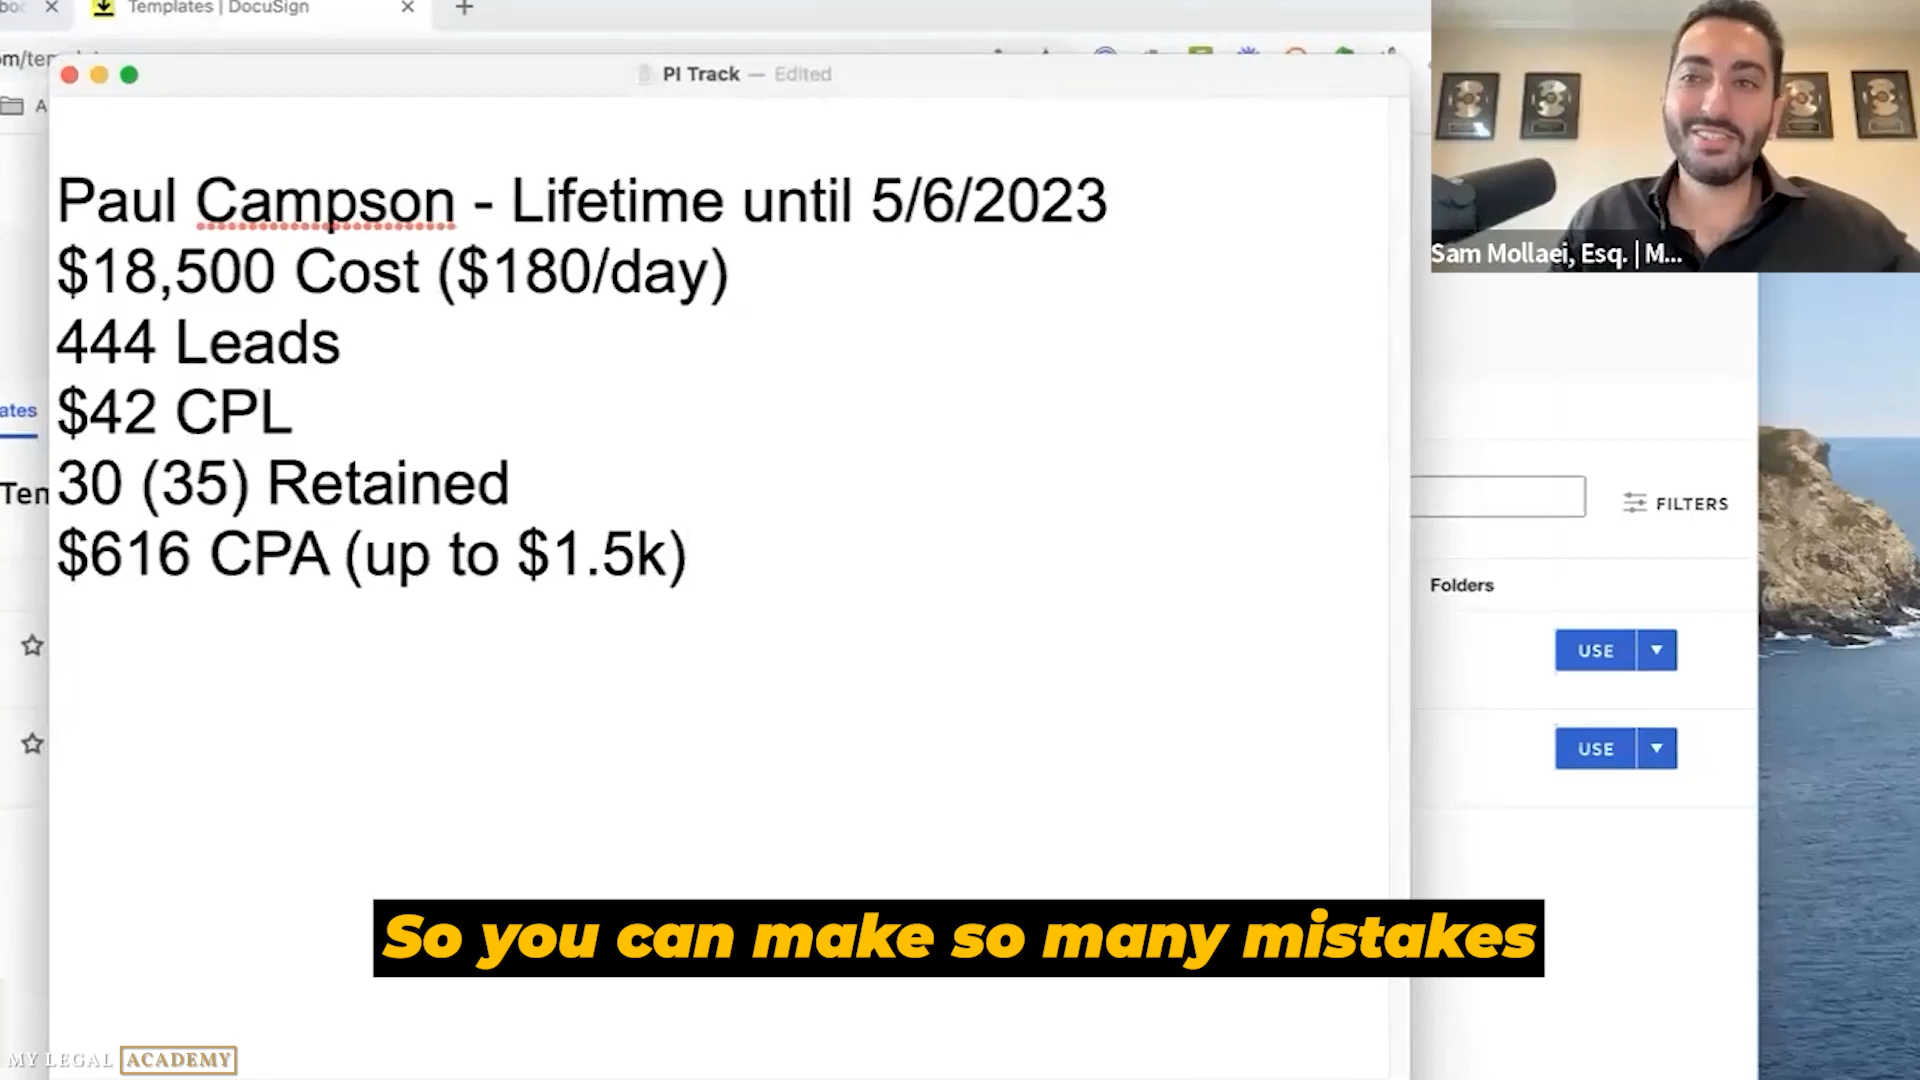 Templates | DocuSign
PI Track — Edited
Paul Campson - Lifetime until 5/6/2023
$18,500 Cost ($180/day)
444 Leads
$42 CPL
30 (35) Retained
$616 CPA (up to $1.5k)
Sam Mollaei, Esq. | M...
ates
Ten
FILTERS
Folders
USE
USE
So you can make so many mistakes
MY LEGAL ACADEMY